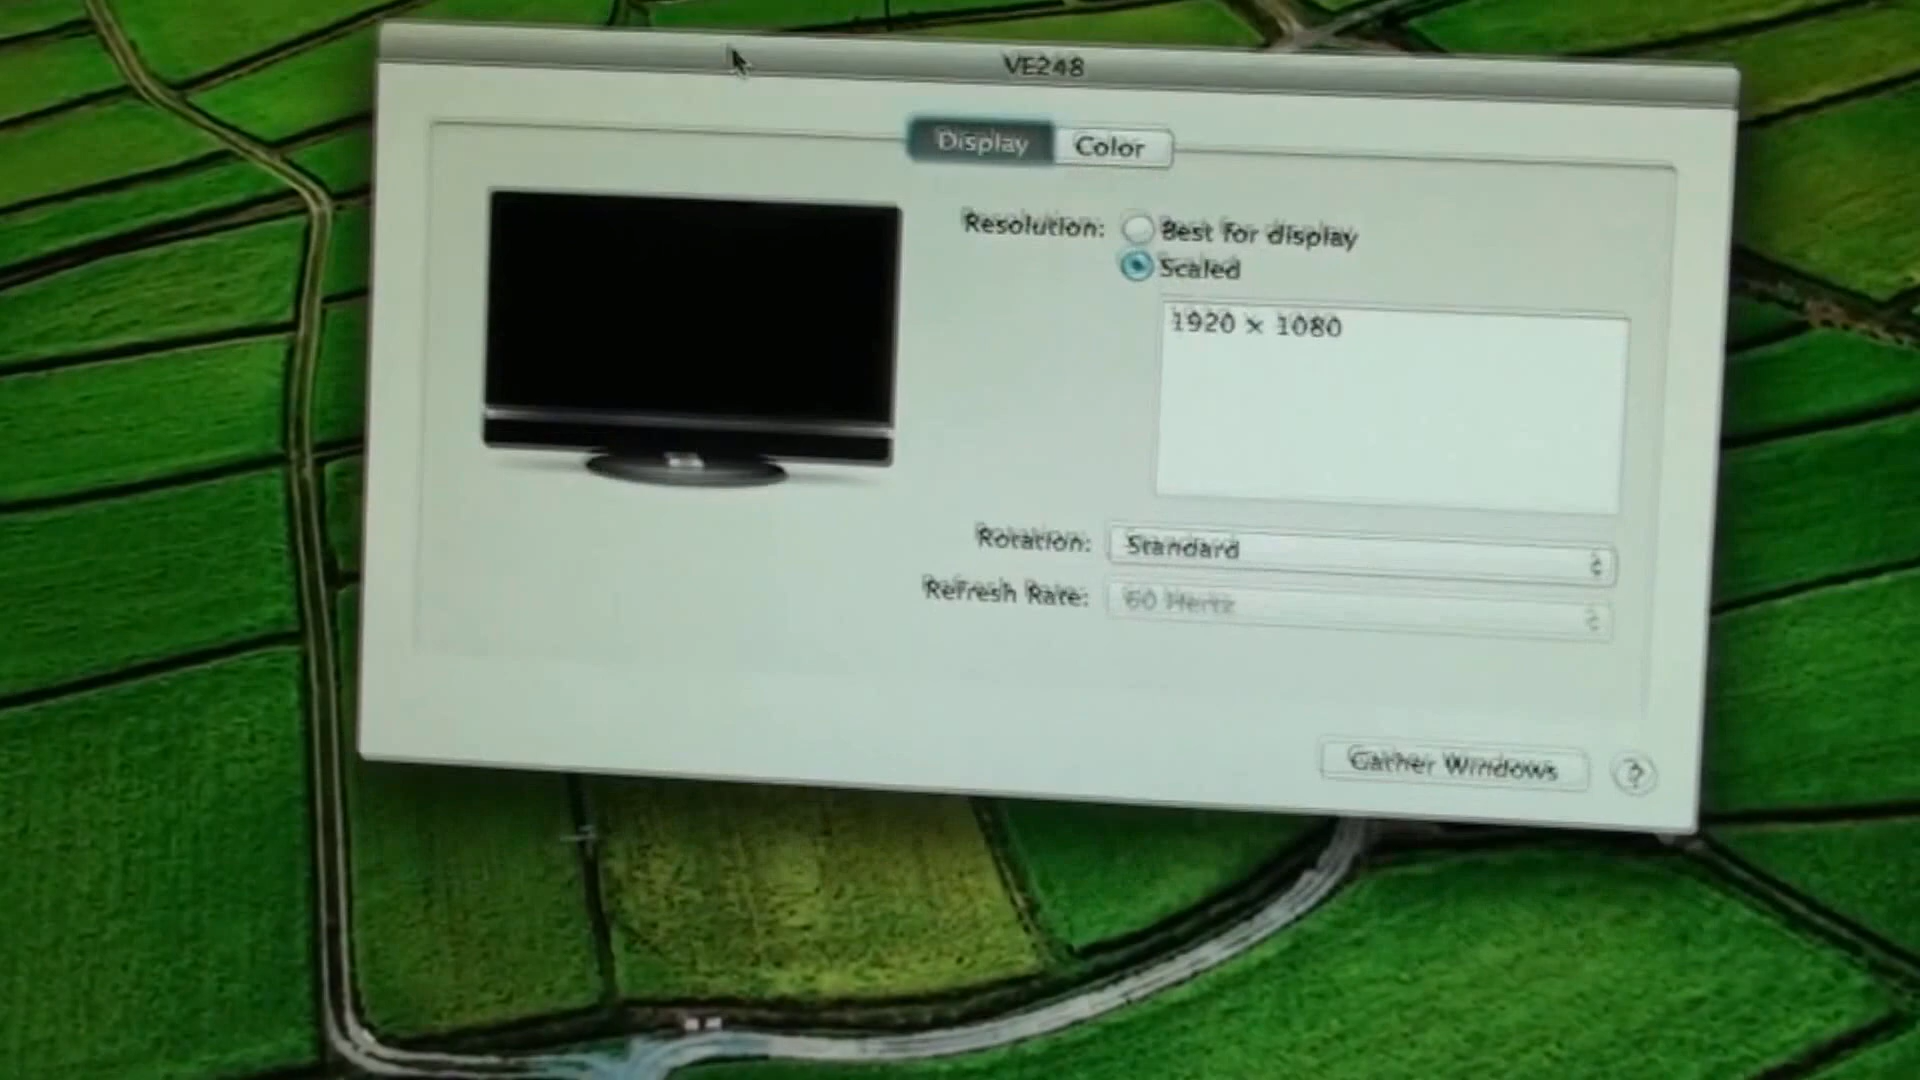 VE248
Display Color
Resolution: Best for display
Scaled
1920 × 1080
Rotation: Standard
Refresh Rate: 60 Hertz
Gather Windows ?